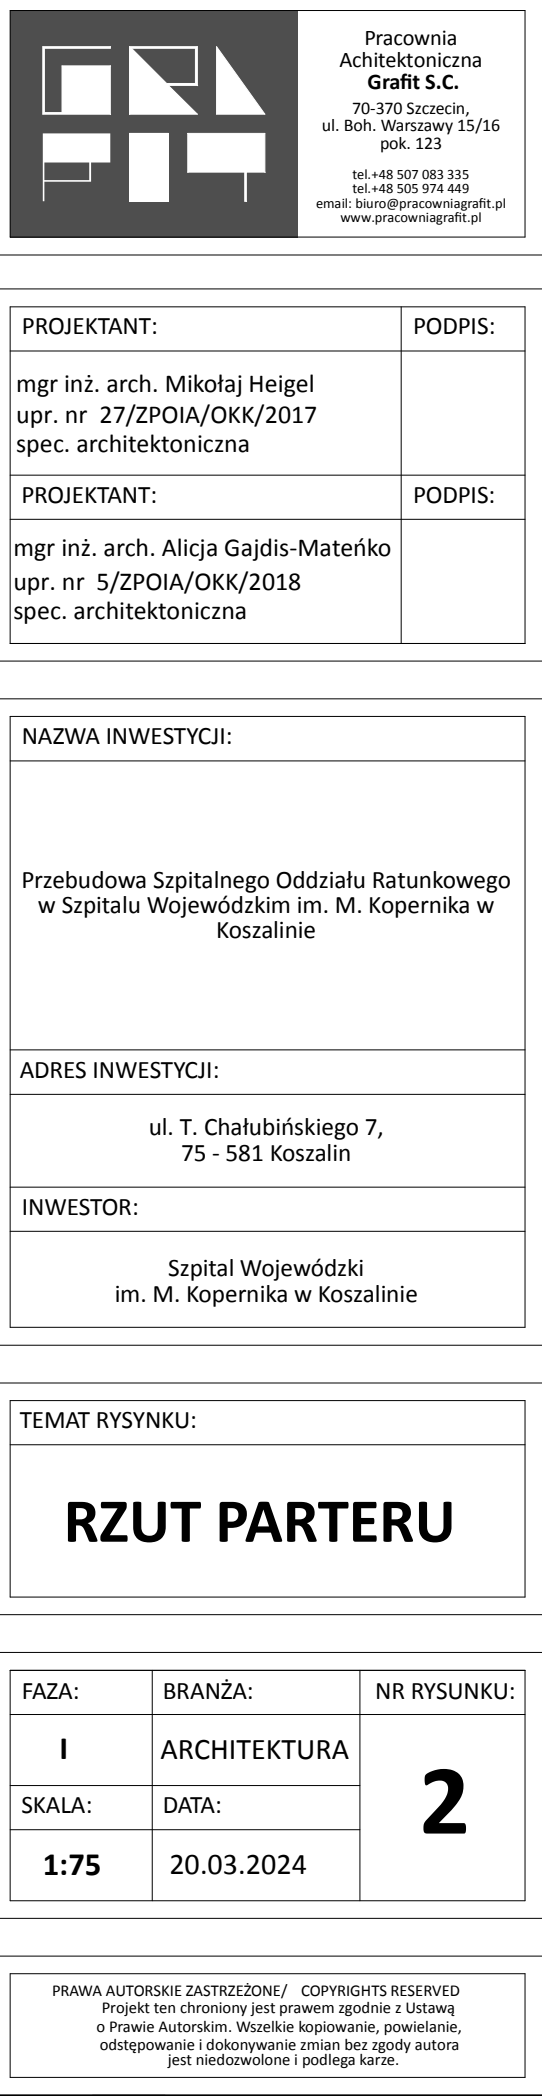 GRA
FIT
Pracownia
Achitektoniczna
Grafit S.C.
70-370 Szczecin,
ul. Boh. Warszawy 15/16
pok. 123
tel.+48 507 083 335
tel.+48 505 974 449
email: biuro@pracowniagrafit.pl
www.pracowniagrafit.pl
PROJEKTANT: PODPIS:
mgr inż. arch. Mikołaj Heigel
upr. nr 27/ZPOIA/OKK/2017
spec. architektoniczna
PROJEKTANT: PODPIS:
mgr inż. arch. Alicja Gajdis-Mateńko
upr. nr 5/ZPOIA/OKK/2018
spec. architektoniczna
NAZWA INWESTYCJI:
Przebudowa Szpitalnego Oddziału Ratunkowego
w Szpitalu Wojewódzkim im. M. Kopernika w
Koszalinie
ADRES INWESTYCJI:
ul. T. Chałubińskiego 7,
75 - 581 Koszalin
INWESTOR:
Szpital Wojewódzki
im. M. Kopernika w Koszalinie
TEMAT RYSYNKU:
RZUT PARTERU
FAZA: BRANŻA: NR RYSUNKU:
I ARCHITEKTURA 2
SKALA: DATA:
1:75 20.03.2024
PRAWA AUTORSKIE ZASTRZEŻONE/ COPYRIGHTS RESERVED
Projekt ten chroniony jest prawem zgodnie z Ustawą
o Prawie Autorskim. Wszelkie kopiowanie, powielanie,
odstępowanie i dokonywanie zmian bez zgody autora
jest niedozwolone i podlega karze.